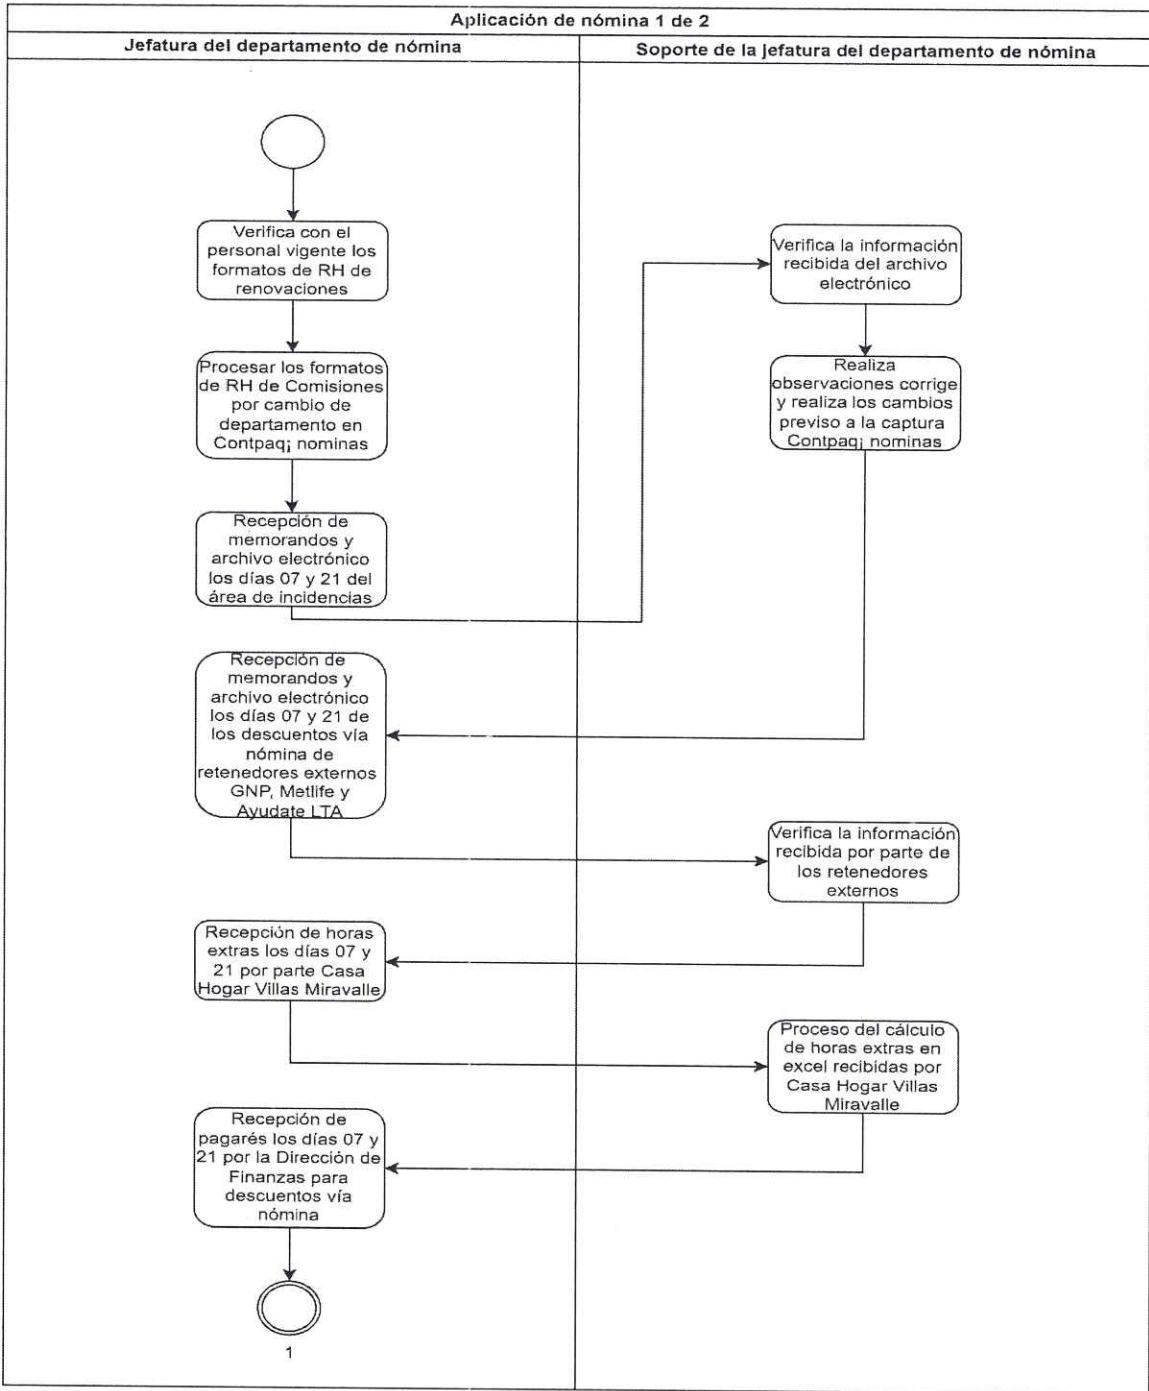 Aplicación de nómina 1 de 2
Jefatura del departamento de nómina
Soporte de la jefatura del departamento de nómina
Verifica con el
personal vigente los
formatos de RH de
renovaciones
Procesar los formatos
de RH de Comisiones
por cambio de
departamento en
Contpaq¡ nominas
Recepción de
memorandos y
archivo electrónico
los días 07 y 21 del
área de incidencias
Verifica la información
recibida del archivo
electrónico
Realiza
observaciones corrige
y realiza los cambios
previso a la captura
Contpaq¡ nominas
Recepción de
memorandos y
archivo electrónico
los días 07 y 21 de
los descuentos vía
nómina de
retenedores externos
GNP, Metlife y
Ayudate LTA
Verifica la información
recibida por parte de
los retenedores
externos
Recepción de horas
extras los días 07 y
21 por parte Casa
Hogar Villas Miravalle
Proceso del cálculo
de horas extras en
excel recibidas por
Casa Hogar Villas
Miravalle
Recepción de
pagarés los días 07 y
21 por la Dirección de
Finanzas para
descuentos vía
nómina
1